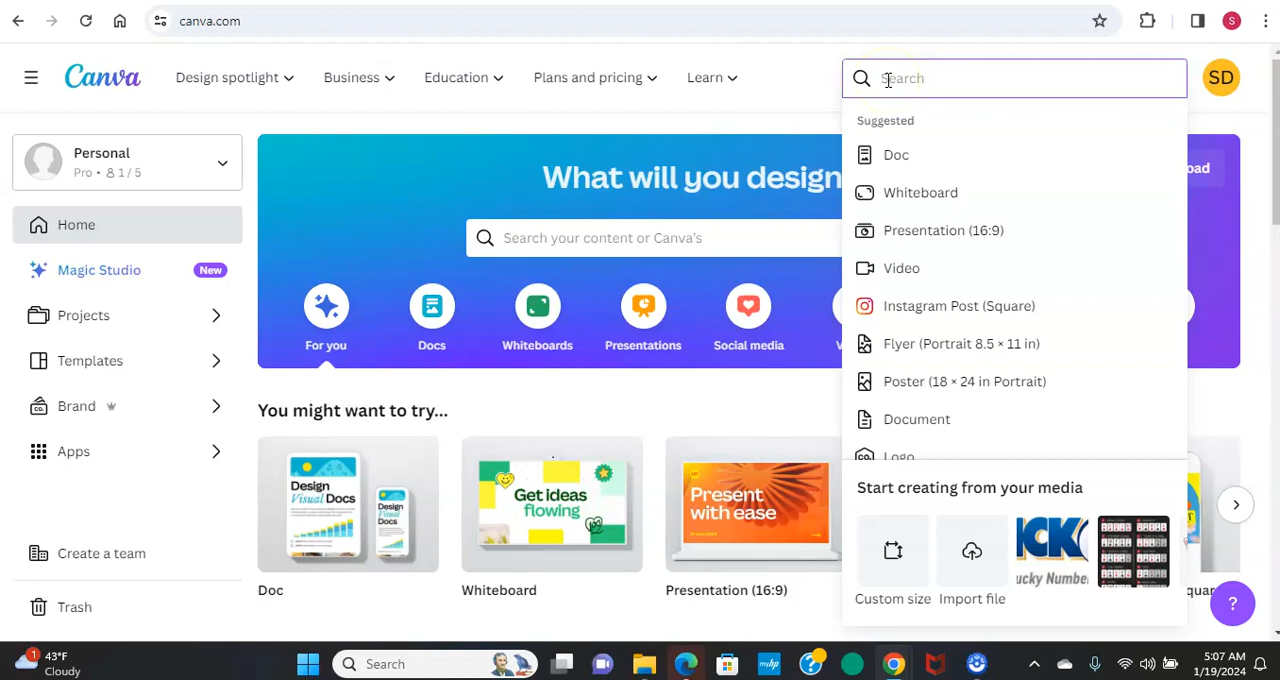 canva.com
S
Canva
Design spotlight
Business
Education
Plans and pricing
Learn
Search
SD
Suggested
Doc
Whiteboard
Presentation (16:9)
Video
Instagram Post (Square)
Flyer (Portrait 8.5 × 11 in)
Poster (18 × 24 in Portrait)
Document
Logo
Start creating from your media
Custom size
Import file
Personal
Pro • 1 / 5
Home
Magic Studio
New
Projects
Templates
Brand
Apps
Create a team
Trash
What will you design
Search your content or Canva's
For you
Docs
Whiteboards
Presentations
Social media
You might want to try...
Design
Visual Docs
Design
Visual
Docs
Get ideas
flowing
Present
with ease
Doc
Whiteboard
Presentation (16:9)
?
1
43°F
Cloudy
Search
5:07 AM
1/19/2024